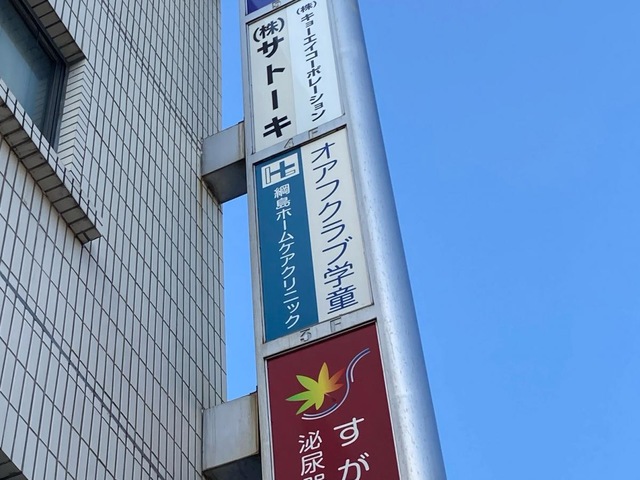 (株)キョーエイコーポレーション
(株)サトーキ
4F
オアフクラブ学童
綱島ホームケアクリニック
3F
すが
泌尿